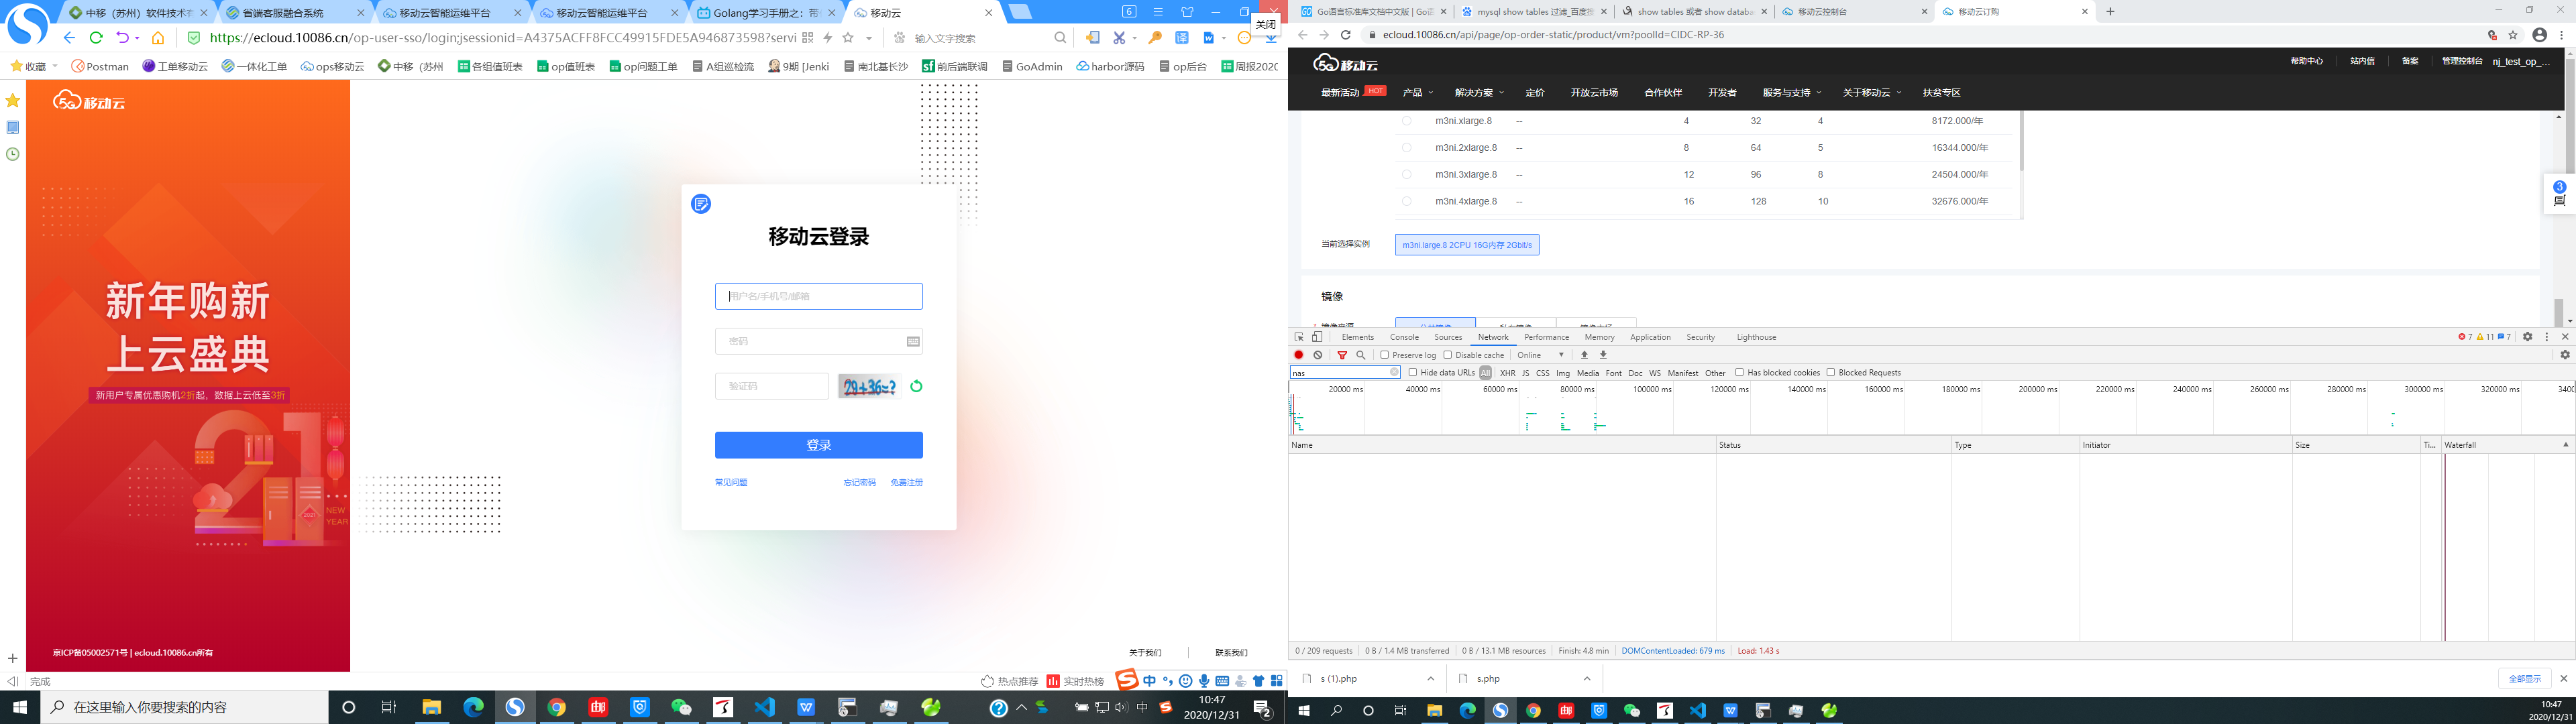 中移（苏州）软件技术有
省端客服融合系统
移动云智能运维平台
移动云智能运维平台
Golang学习手册之：带
移动云
6
关闭
https://ecloud.10086.cn/op-user-sso/login;jsessionid=A4375ACFF8FCC49915FDE5A946873598?servi
输入文字搜索
收藏
Postman
工单移动云
一体化工单
ops移动云
中移（苏州
各组值班表
op值班表
op问题工单
A组巡检流
9期 [Jenki
南北基长沙
前后端联调
GoAdmin
harbor源码
op后台
周报202C
5G 移动云
新年购新
上云盛典
新用户专属优惠购机2折起，数据上云低至3折
21
2021
NEW
YEAR
京ICP备05002571号 | ecloud.10086.cn所有
移动云登录
用户名/手机号/邮箱
密码
验证码
29+36=?
登录
常见问题
忘记密码
免费注册
关于我们
联系我们
完成
热点推荐
实时热榜
中
在这里输入你要搜索的内容
中
10:47
2020/12/31
2
Go语言标准库文档中文版 | Go语
mysql show tables 过滤_百度搜
show tables 或者 show databa
移动云控制台
移动云订购
ecloud.10086.cn/api/page/op-order-static/product/vm?poolId=CIDC-RP-36
5G 移动云
帮助中心
站内信
备案
管理控制台
nj_test_op_...
最新活动
HOT
产品
解决方案
定价
开放云市场
合作伙伴
开发者
服务与支持
关于移动云
扶贫专区
m3ni.xlarge.8 -- 4 32 4 8172.000/年
m3ni.2xlarge.8 -- 8 64 5 16344.000/年
m3ni.3xlarge.8 -- 12 96 8 24504.000/年
m3ni.4xlarge.8 -- 16 128 10 32676.000/年
3
当前选择实例
m3ni.large.8 2CPU 16G内存 2Gbit/s
镜像
Elements Console Sources Network Performance Memory Application Security Lighthouse
7 11 7
Preserve log
Disable cache
Online
nas
Hide data URLs
All XHR JS CSS Img Media Font Doc WS Manifest Other
Has blocked cookies
Blocked Requests
20000 ms 40000 ms 60000 ms 80000 ms 100000 ms 120000 ms 140000 ms 160000 ms 180000 ms 200000 ms 220000 ms 240000 ms 260000 ms 280000 ms 300000 ms 320000 ms 340
Name Status Type Initiator Size Ti... Waterfall
0 / 209 requests
0 B / 1.4 MB transferred
0 B / 13.1 MB resources
Finish: 4.8 min
DOMContentLoaded: 679 ms
Load: 1.43 s
s (1).php
s.php
全部显示
10:47
2020/12/31